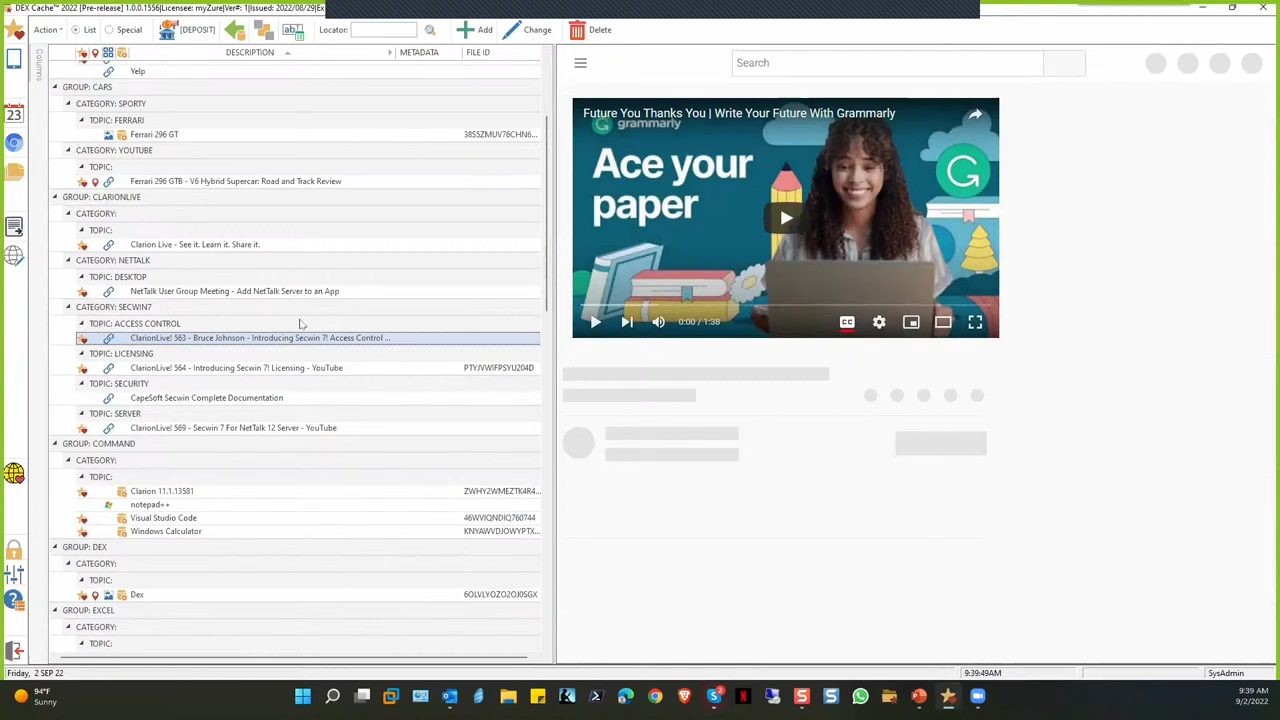 DEX Cache™ 2022 [Pre-release] 1.0.0.1556|Licensee: myZure|Ver#: 1|Issued: 2022/08/29|Ex
Action List Special [DEPOSIT] Locator: Add Change Delete
Columns
DESCRIPTION METADATA FILE ID
Yelp
GROUP: CARS
CATEGORY: SPORTY
TOPIC: FERRARI
Ferrari 296 GT
CATEGORY: YOUTUBE
TOPIC:
Ferrari 296 GTB - V6 Hybrid Supercar: Road and Track Review
GROUP: CLARIONLIVE
CATEGORY:
TOPIC:
Clarion Live - See it. Learn it. Share it.
CATEGORY: NETTALK
TOPIC: DESKTOP
NetTalk User Group Meeting - Add NetTalk Server to an App
CATEGORY: SECWIN7
TOPIC: ACCESS CONTROL
ClarionLive! 563 - Bruce Johnson - Introducing Secwin 7! Access Control ...
TOPIC: LICENSING
ClarionLive! 564 - Introducing Secwin 7! Licensing - YouTube PTYJVWIFPSYU204D
TOPIC: SECURITY
CapeSoft Secwin Complete Documentation
TOPIC: SERVER
ClarionLive! 569 - Secwin 7 For NetTalk 12 Server - YouTube
GROUP: COMMAND
CATEGORY:
TOPIC:
Clarion 11.1.13581 ZWHY2WMEZTK4R4...
notepad++
Visual Studio Code 46WVIQNDIQ760744
Windows Calculator KNYAWVDJOWYPTX...
GROUP: DEX
CATEGORY:
TOPIC:
Dex 6OLVLYOZO2OJ0SGX
GROUP: EXCEL
CATEGORY:
TOPIC:
23
Search
Future You Thanks You | Write Your Future With Grammarly
grammarly
Ace your
paper
0:00 / 1:38
CC
Friday, 2 SEP 22 9:39:49AM SysAdmin
94°F
Sunny
9:39 AM
9/2/2022